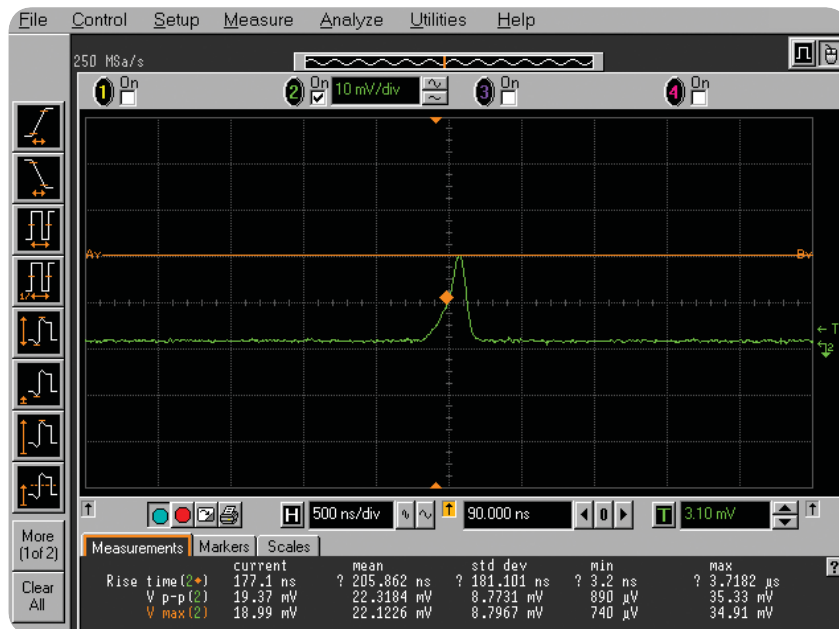 File Control Setup Measure Analyze Utilities Help
250 MSa/s
1 On 2 On 10 mV/div 3 On 4 On
Av Bv
T
2
H 500 ns/div 90.000 ns 0 T 3.10 mV
More
(1of 2)
Clear
All
Measurements Markers Scales
current mean std dev min max
Rise time(2◆) 177.1 ns ? 205.862 ns ? 181.101 ns ? 3.2 ns ? 3.7182 µs
V p-p(2) 19.37 mV 22.3184 mV 8.7731 mV 890 µV 35.33 mV
V max(2) 18.99 mV 22.1226 mV 8.7967 mV 740 µV 34.91 mV
?